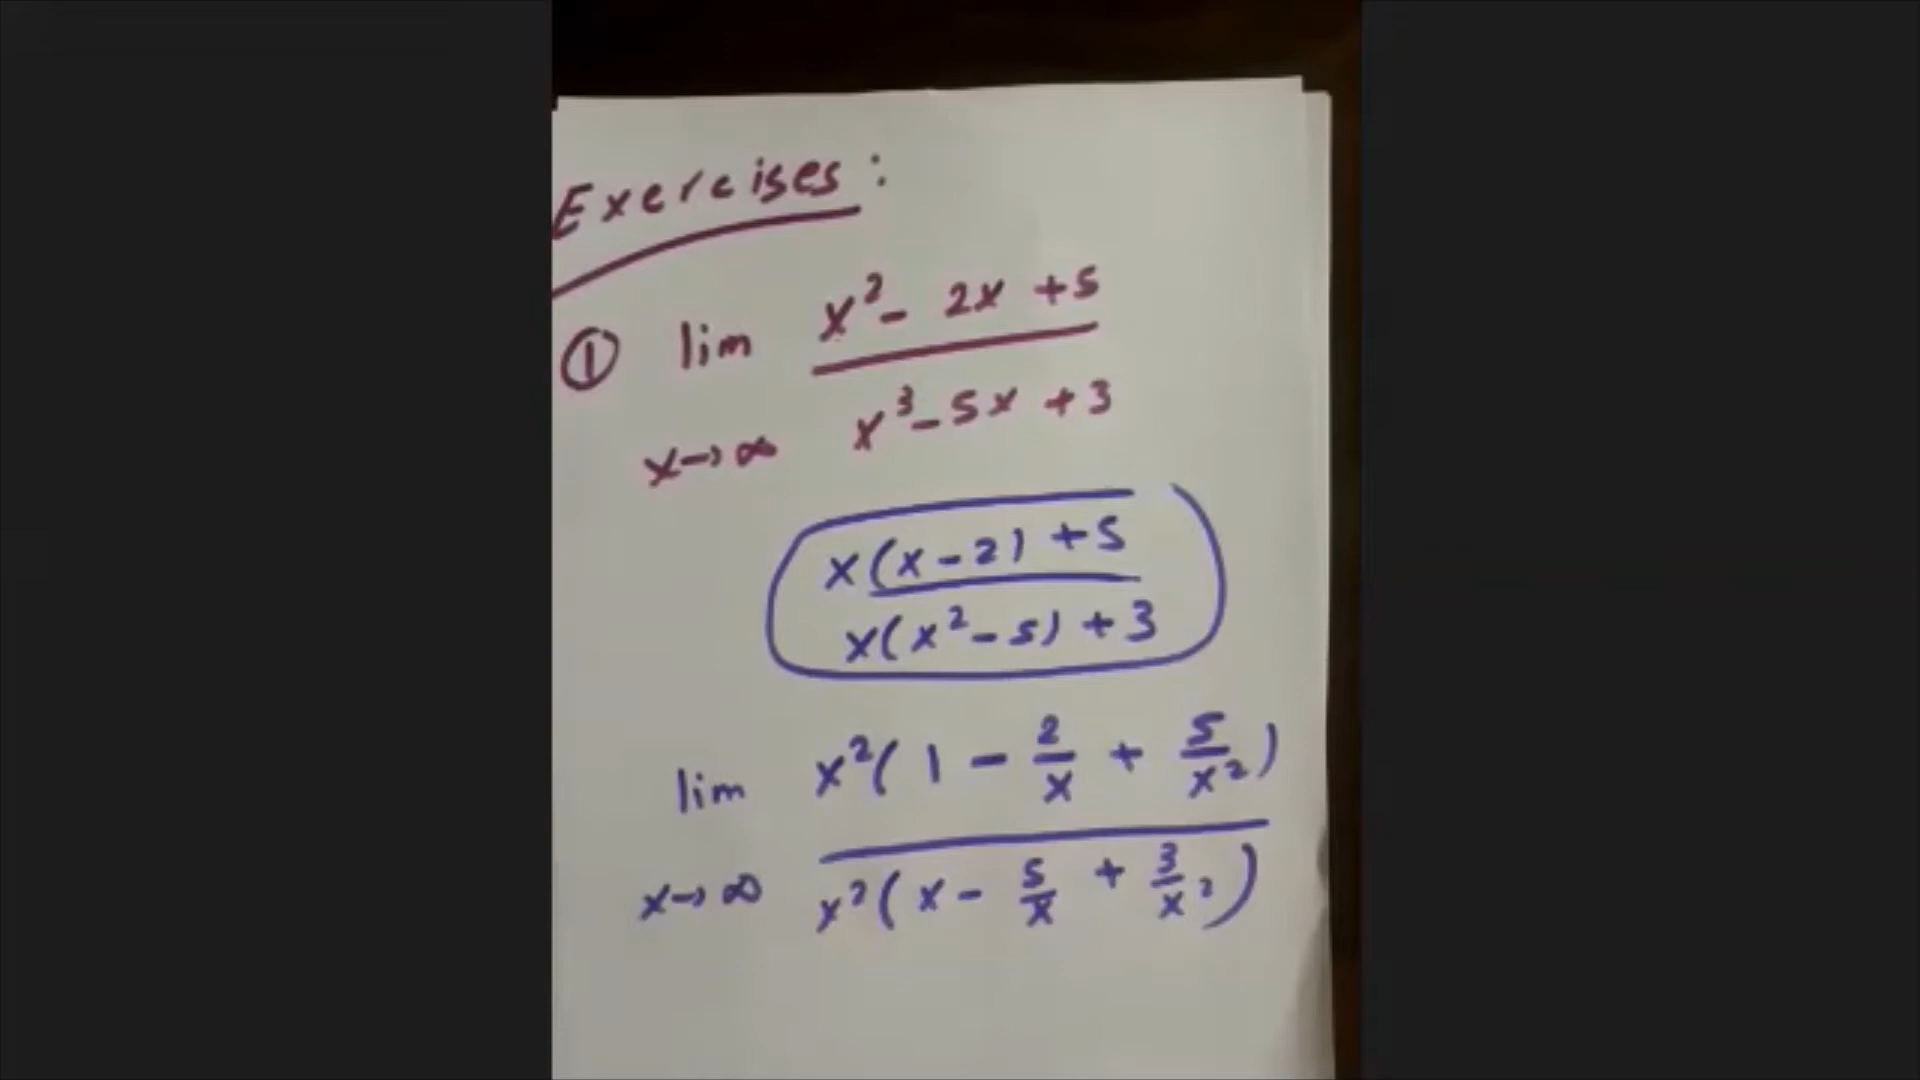 Exercises:
① lim x² - 2x + 5 / x³ - 5x + 3
x→∞
x(x-2) + 5 / x(x² - 5) + 3
lim x²(1 - 2/x + 5/x²) / x²(x - 5/x + 3/x²)
x→∞